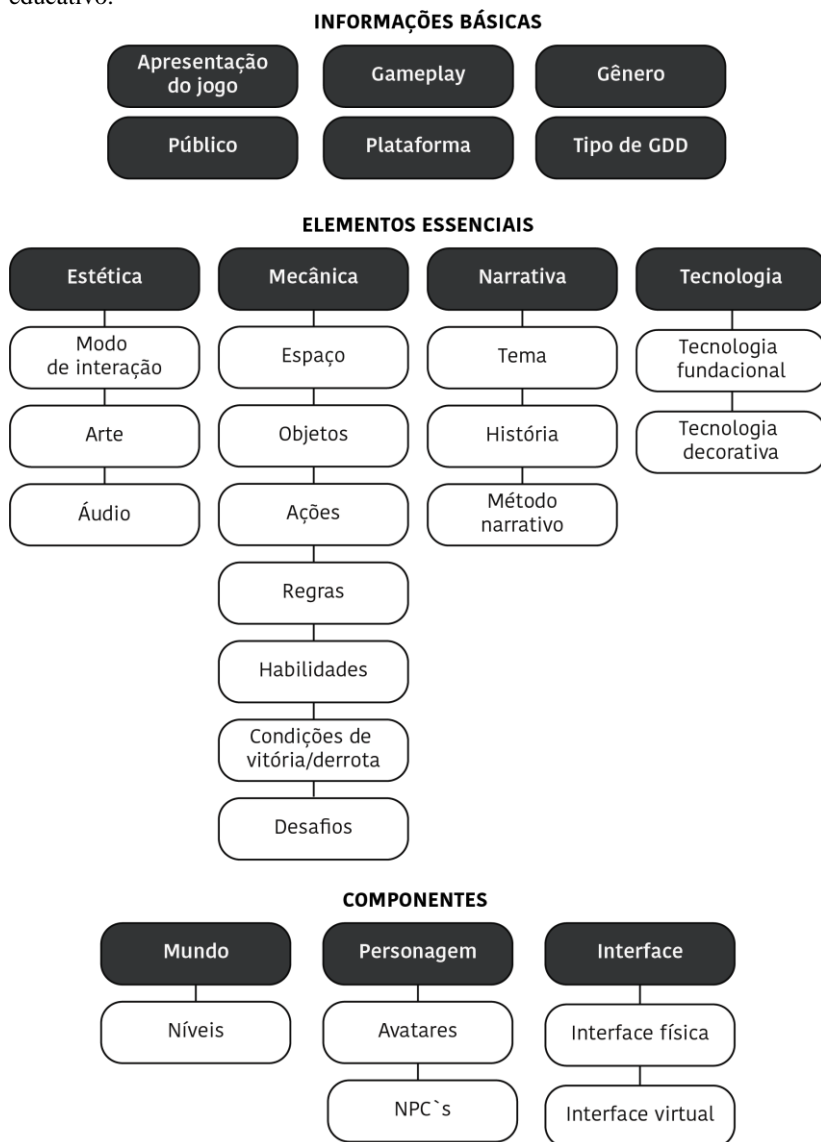 educativo.
INFORMAÇÕES BÁSICAS
Apresentação
do jogo
Gameplay
Gênero
Público
Plataforma
Tipo de GDD
ELEMENTOS ESSENCIAIS
Estética
Mecânica
Narrativa
Tecnologia
Modo
de interação
Espaço
Tema
Tecnologia
fundacional
Arte
Objetos
História
Tecnologia
decorativa
Áudio
Ações
Método
narrativo
Regras
Habilidades
Condições de
vitória/derrota
Desafios
COMPONENTES
Mundo
Personagem
Interface
Níveis
Avatares
Interface física
NPC`s
Interface virtual